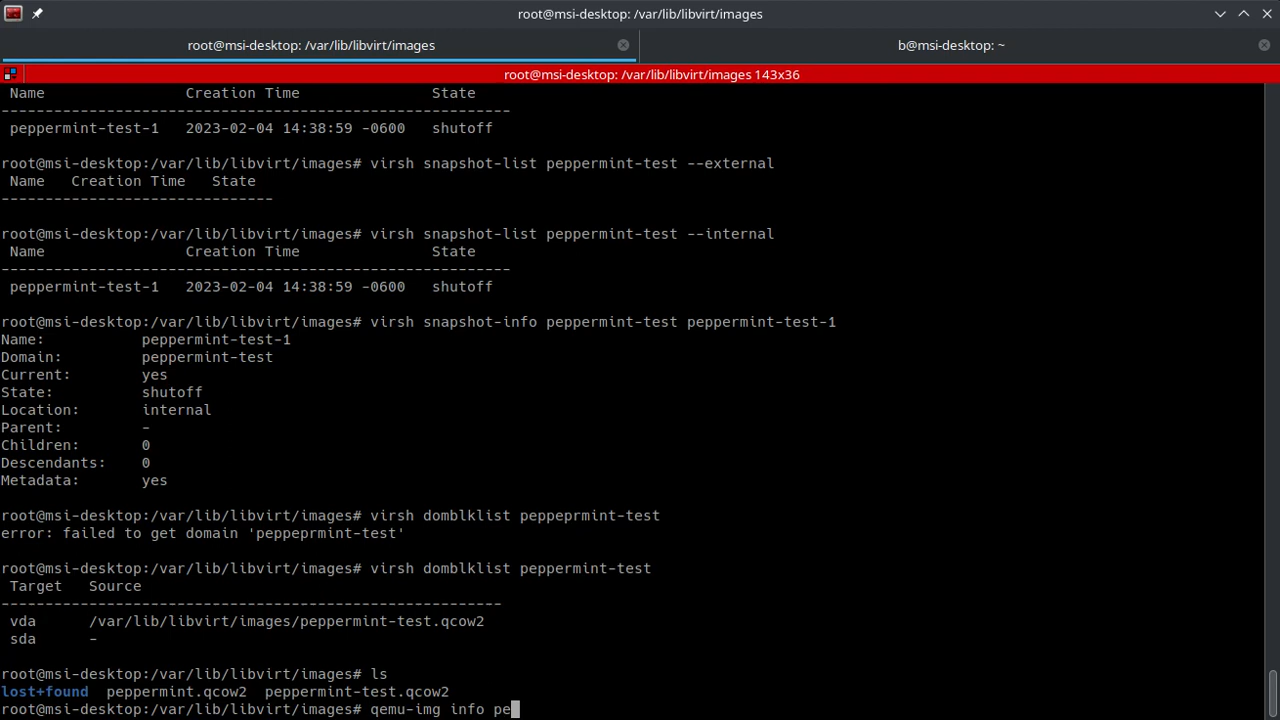 root@msi-desktop: /var/lib/libvirt/images
root@msi-desktop: /var/lib/libvirt/images
b@msi-desktop: ~
root@msi-desktop: /var/lib/libvirt/images 143x36
Name Creation Time State
------------------------------------------------------------
peppermint-test-1 2023-02-04 14:38:59 -0600 shutoff
root@msi-desktop:/var/lib/libvirt/images# virsh snapshot-list peppermint-test --external
Name Creation Time State
-------------------------------
root@msi-desktop:/var/lib/libvirt/images# virsh snapshot-list peppermint-test --internal
Name Creation Time State
----------------------------------------------------------
peppermint-test-1 2023-02-04 14:38:59 -0600 shutoff
root@msi-desktop:/var/lib/libvirt/images# virsh snapshot-info peppermint-test peppermint-test-1
Name: peppermint-test-1
Domain: peppermint-test
Current: yes
State: shutoff
Location: internal
Parent: -
Children: 0
Descendants: 0
Metadata: yes
root@msi-desktop:/var/lib/libvirt/images# virsh domblklist peppeprmint-test
error: failed to get domain 'peppeprmint-test'
root@msi-desktop:/var/lib/libvirt/images# virsh domblklist peppermint-test
Target Source
---------------------------------------------------------
vda /var/lib/libvirt/images/peppermint-test.qcow2
sda -
root@msi-desktop:/var/lib/libvirt/images# ls
lost+found peppermint.qcow2 peppermint-test.qcow2
root@msi-desktop:/var/lib/libvirt/images# qemu-img info pe